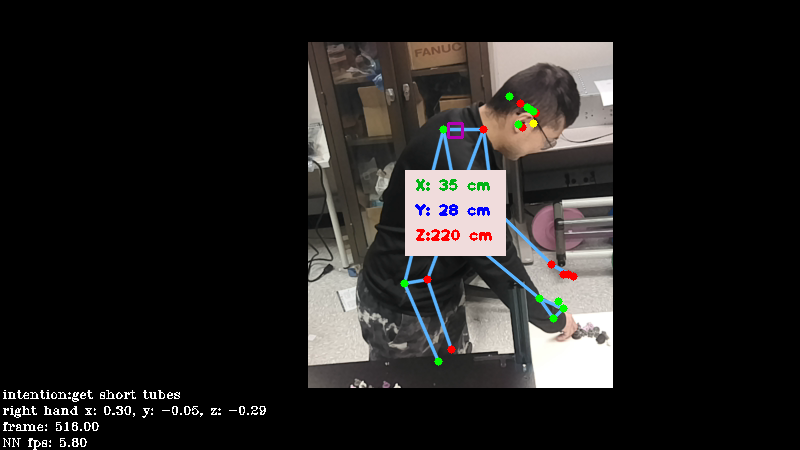 FANUC
X: 35 cm
Y: 28 cm
Z:220 cm
intention:get short tubes
right hand x: 0.30, y: -0.05, z: -0.29
frame: 516.00
NN fps: 5.80